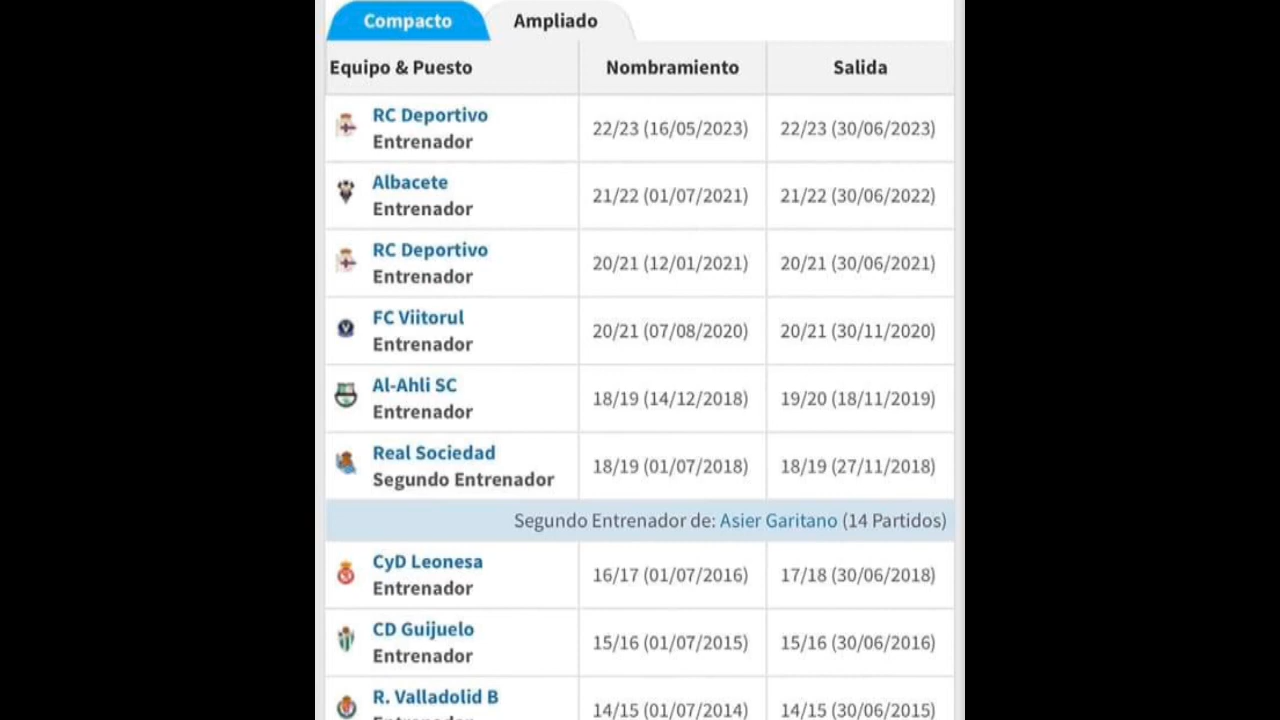 Compacto Ampliado
Equipo & Puesto Nombramiento Salida
RC Deportivo
Entrenador 22/23 (16/05/2023) 22/23 (30/06/2023)
Albacete
Entrenador 21/22 (01/07/2021) 21/22 (30/06/2022)
RC Deportivo
Entrenador 20/21 (12/01/2021) 20/21 (30/06/2021)
FC Viitorul
Entrenador 20/21 (07/08/2020) 20/21 (30/11/2020)
Al-Ahli SC
Entrenador 18/19 (14/12/2018) 19/20 (18/11/2019)
Real Sociedad
Segundo Entrenador 18/19 (01/07/2018) 18/19 (27/11/2018)
Segundo Entrenador de: Asier Garitano (14 Partidos)
CyD Leonesa
Entrenador 16/17 (01/07/2016) 17/18 (30/06/2018)
CD Guijuelo
Entrenador 15/16 (01/07/2015) 15/16 (30/06/2016)
R. Valladolid B
Entrenador 14/15 (01/07/2014) 14/15 (30/06/2015)